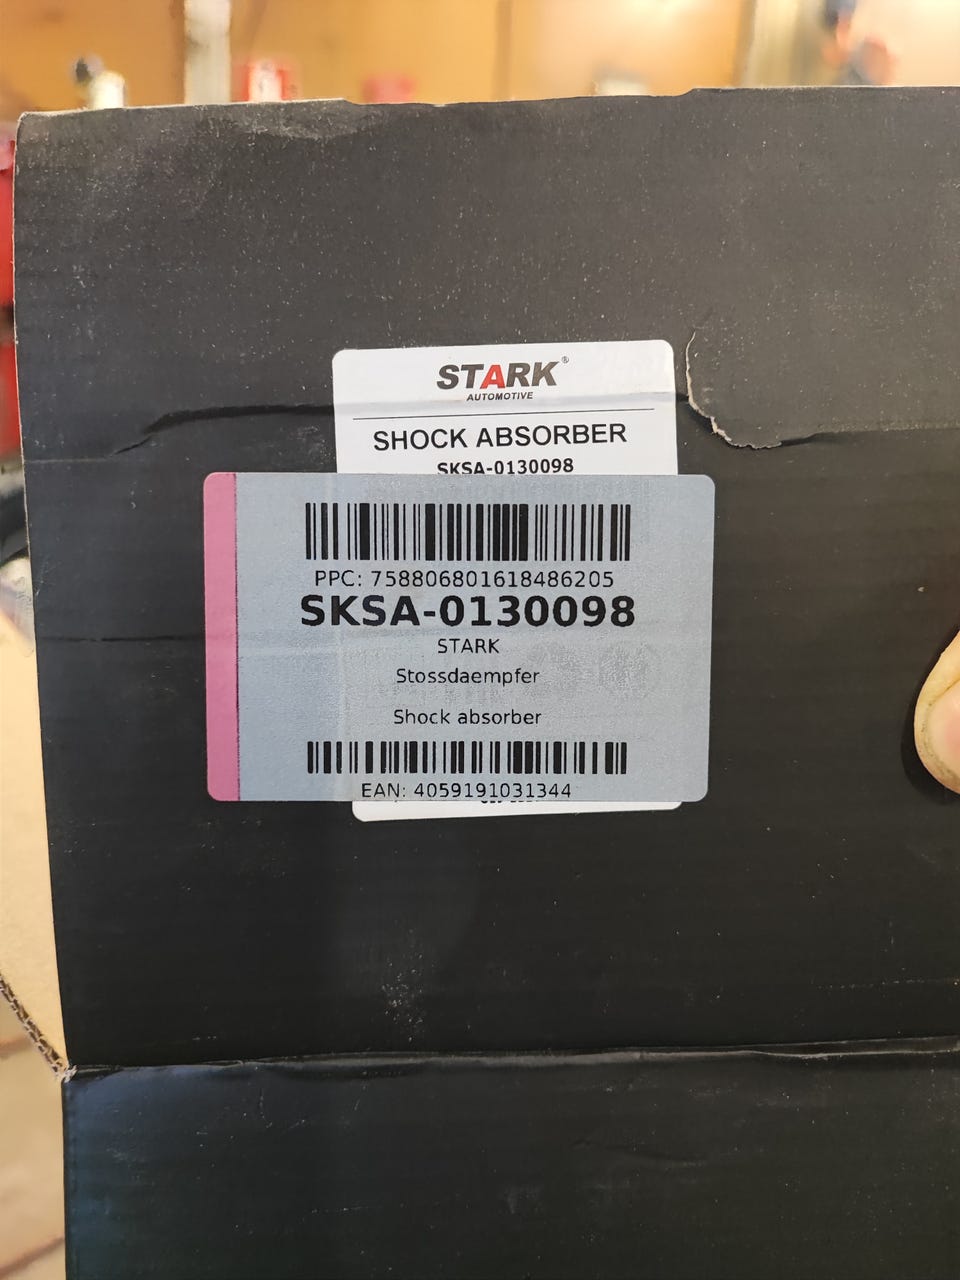 STARK®
AUTOMOTIVE
SHOCK ABSORBER
SKSA-0130098
PPC: 758806801618486205
SKSA-0130098
STARK
Stossdaempfer
Shock absorber
EAN: 4059191031344